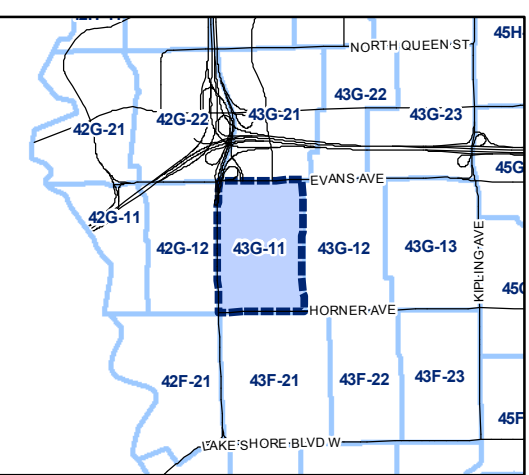 45H-
NORTH QUEEN ST
43G-22
42G-22
43G-21
43G-23
42G-21
45G
EVANS AVE
42G-11
42G-12
43G-11
43G-12
43G-13
KIPLING AVE
HORNER AVE
42F-21
43F-21
43F-22
43F-23
45F
LAKE SHORE BLVD W